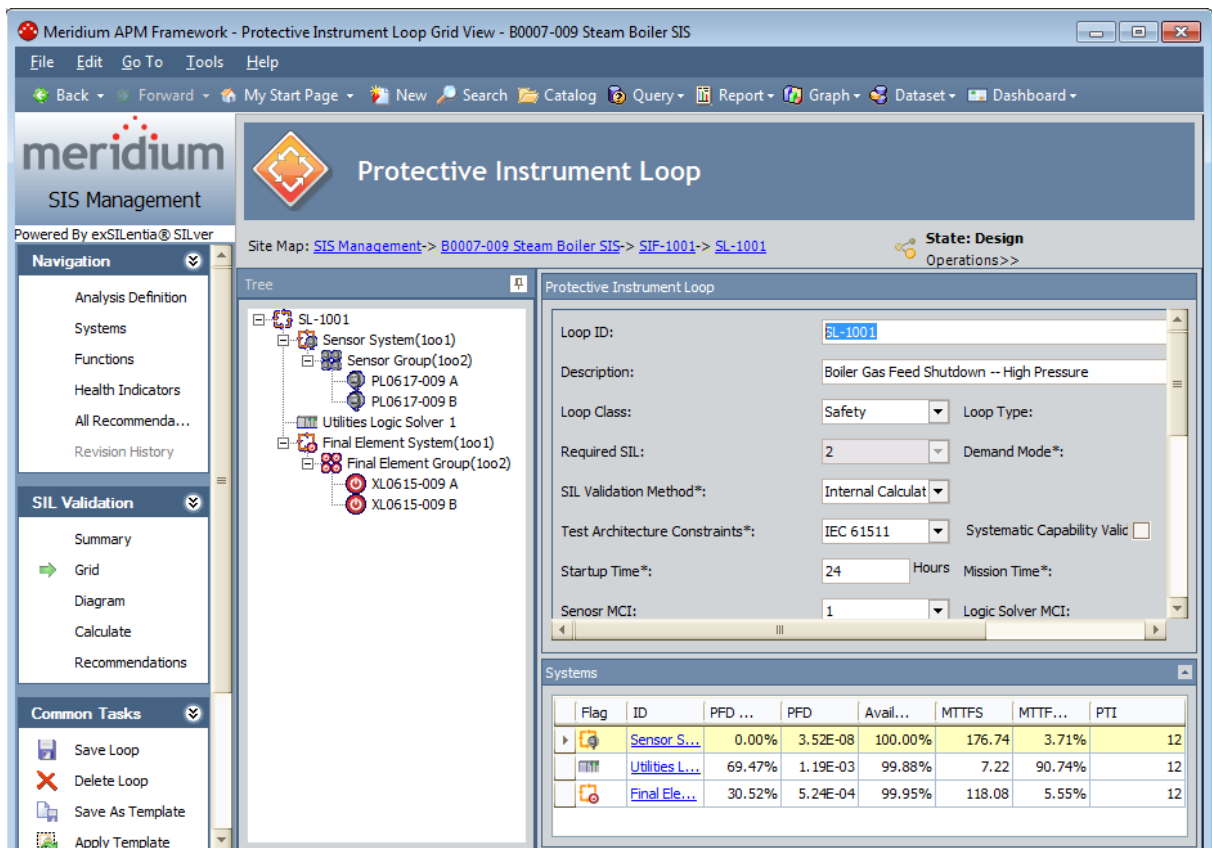 Meridium APM Framework - Protective Instrument Loop Grid View - B0007-009 Steam Boiler SIS
File Edit Go To Tools Help
Back Forward My Start Page New Search Catalog Query Report Graph Dataset Dashboard
meridium
SIS Management
Powered By exSILentia® SILver
Protective Instrument Loop
Site Map: SIS Management-> B0007-009 Steam Boiler SIS-> SIF-1001-> SL-1001
State: Design
Operations>>
Navigation
Analysis Definition
Systems
Functions
Health Indicators
All Recommenda...
Revision History
SIL Validation
Summary
Grid
Diagram
Calculate
Recommendations
Common Tasks
Save Loop
Delete Loop
Save As Template
Apply Template
Tree
SL-1001
Sensor System(1oo1)
Sensor Group(1oo2)
PL0617-009 A
PL0617-009 B
Utilities Logic Solver 1
Final Element System(1oo1)
Final Element Group(1oo2)
XL0615-009 A
XL0615-009 B
Protective Instrument Loop
Loop ID: SL-1001
Description: Boiler Gas Feed Shutdown -- High Pressure
Loop Class: Safety Loop Type:
Required SIL: 2 Demand Mode*:
SIL Validation Method*: Internal Calculat
Test Architecture Constraints*: IEC 61511 Systematic Capability Valic
Startup Time*: 24 Hours Mission Time*:
Senosr MCI: 1 Logic Solver MCI:
Systems
Flag ID PFD ... PFD Avail... MTTFS MTTF... PTI
Sensor S... 0.00% 3.52E-08 100.00% 176.74 3.71% 12
Utilities L... 69.47% 1.19E-03 99.88% 7.22 90.74% 12
Final Ele... 30.52% 5.24E-04 99.95% 118.08 5.55% 12